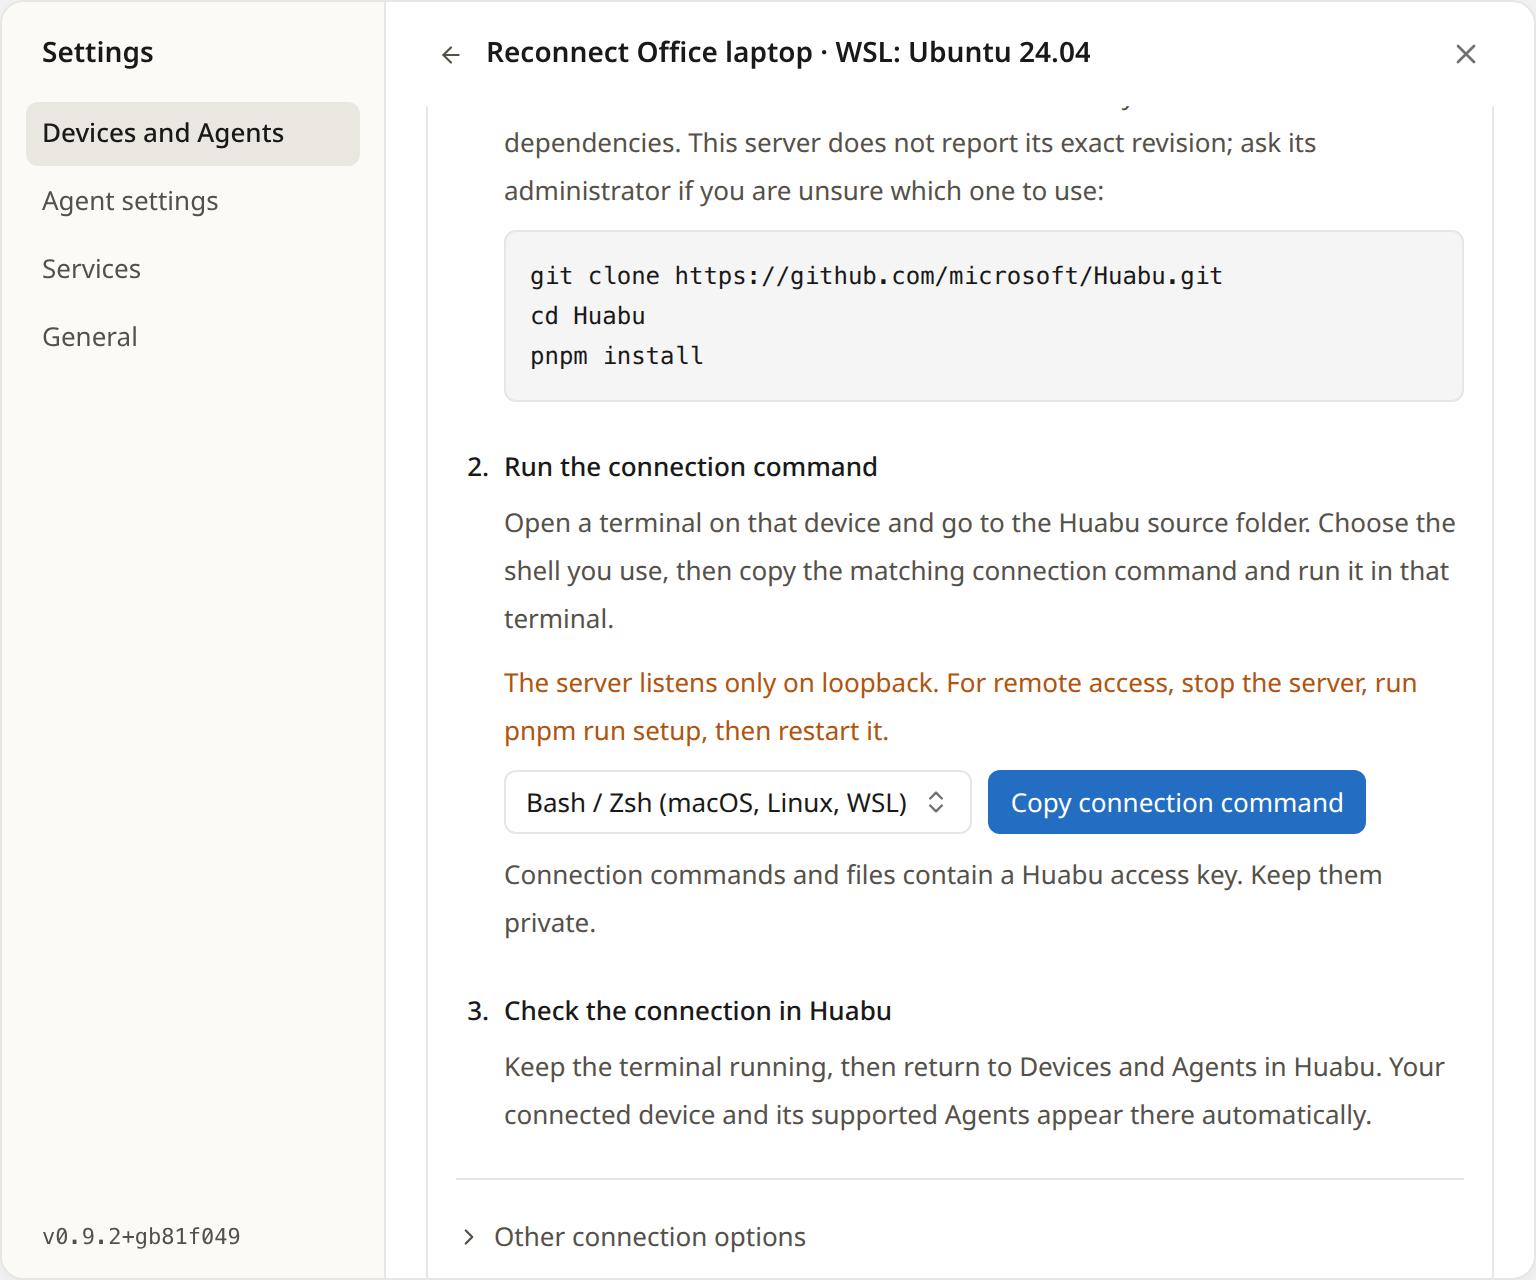 Settings
Devices and Agents
Agent settings
Services
General
v0.9.2+gb81f049
Reconnect Office laptop · WSL: Ubuntu 24.04
dependencies. This server does not report its exact revision; ask its
administrator if you are unsure which one to use:
git clone https://github.com/microsoft/Huabu.git
cd Huabu
pnpm install
2. Run the connection command
Open a terminal on that device and go to the Huabu source folder. Choose the
shell you use, then copy the matching connection command and run it in that
terminal.
The server listens only on loopback. For remote access, stop the server, run
pnpm run setup, then restart it.
Bash / Zsh (macOS, Linux, WSL)
Copy connection command
Connection commands and files contain a Huabu access key. Keep them
private.
3. Check the connection in Huabu
Keep the terminal running, then return to Devices and Agents in Huabu. Your
connected device and its supported Agents appear there automatically.
Other connection options